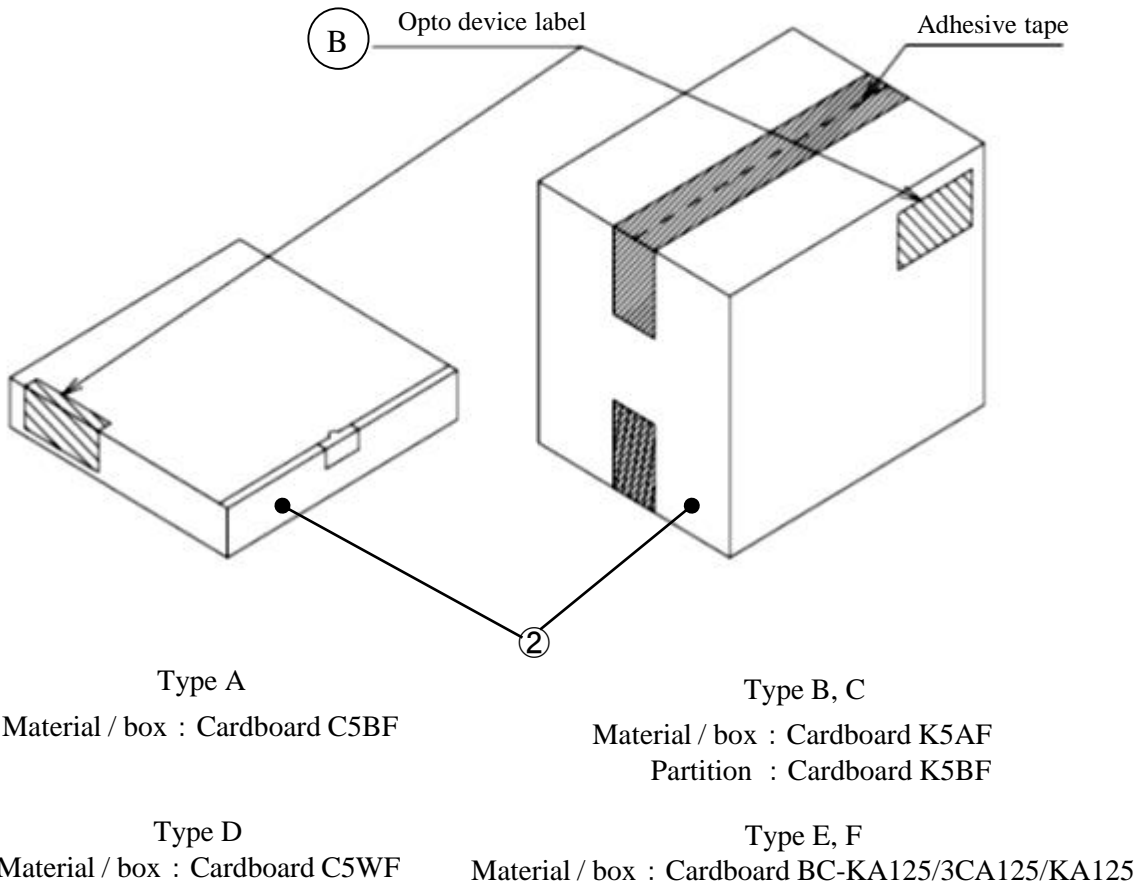 B
Opto device label
Adhesive tape
②
Type A
Material / box : Cardboard C5BF
Type B, C
Material / box : Cardboard K5AF
Partition : Cardboard K5BF
Type D
Material / box : Cardboard C5WF
Type E, F
Material / box : Cardboard BC-KA125/3CA125/KA125